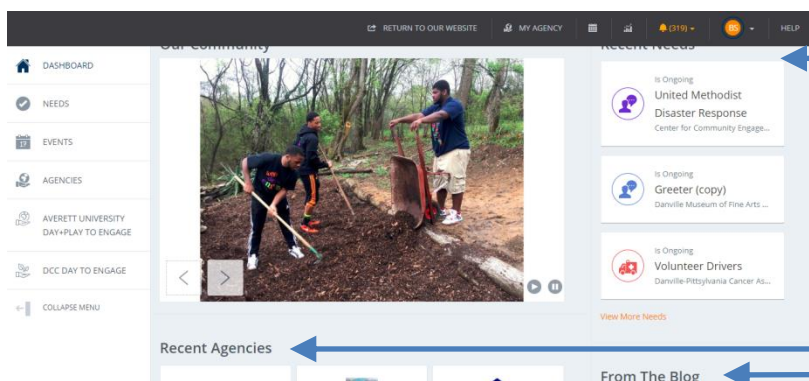 RETURN TO OUR WEBSITE
MY AGENCY
(319)
BS
HELP
DASHBOARD
NEEDS
EVENTS
17
AGENCIES
AVERETT UNIVERSITY
DAY+PLAY TO ENGAGE
DCC DAY TO ENGAGE
COLLAPSE MENU
Our Community
Recent Agencies
Recent Needs
Is Ongoing
United Methodist
Disaster Response
Center for Community Engage...
Is Ongoing
Greeter (copy)
Danville Museum of Fine Arts ...
Is Ongoing
Volunteer Drivers
Danville-Pittsylvania Cancer As...
View More Needs
From The Blog